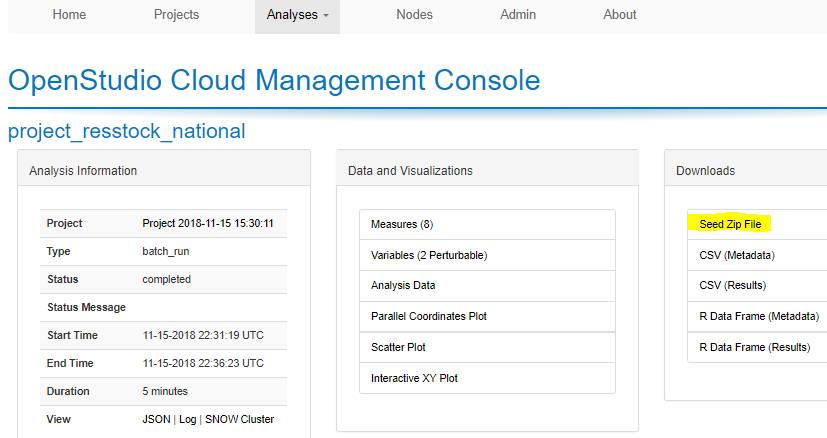 Home Projects Analyses Nodes Admin About
OpenStudio Cloud Management Console
project_resstock_national
Analysis Information
Project Project 2018-11-15 15:30:11
Type batch_run
Status completed
Status Message
Start Time 11-15-2018 22:31:19 UTC
End Time 11-15-2018 22:36:23 UTC
Duration 5 minutes
View JSON | Log | SNOW Cluster
Data and Visualizations
Measures (8)
Variables (2 Perturbable)
Analysis Data
Parallel Coordinates Plot
Scatter Plot
Interactive XY Plot
Downloads
Seed Zip File
CSV (Metadata)
CSV (Results)
R Data Frame (Metadata)
R Data Frame (Results)